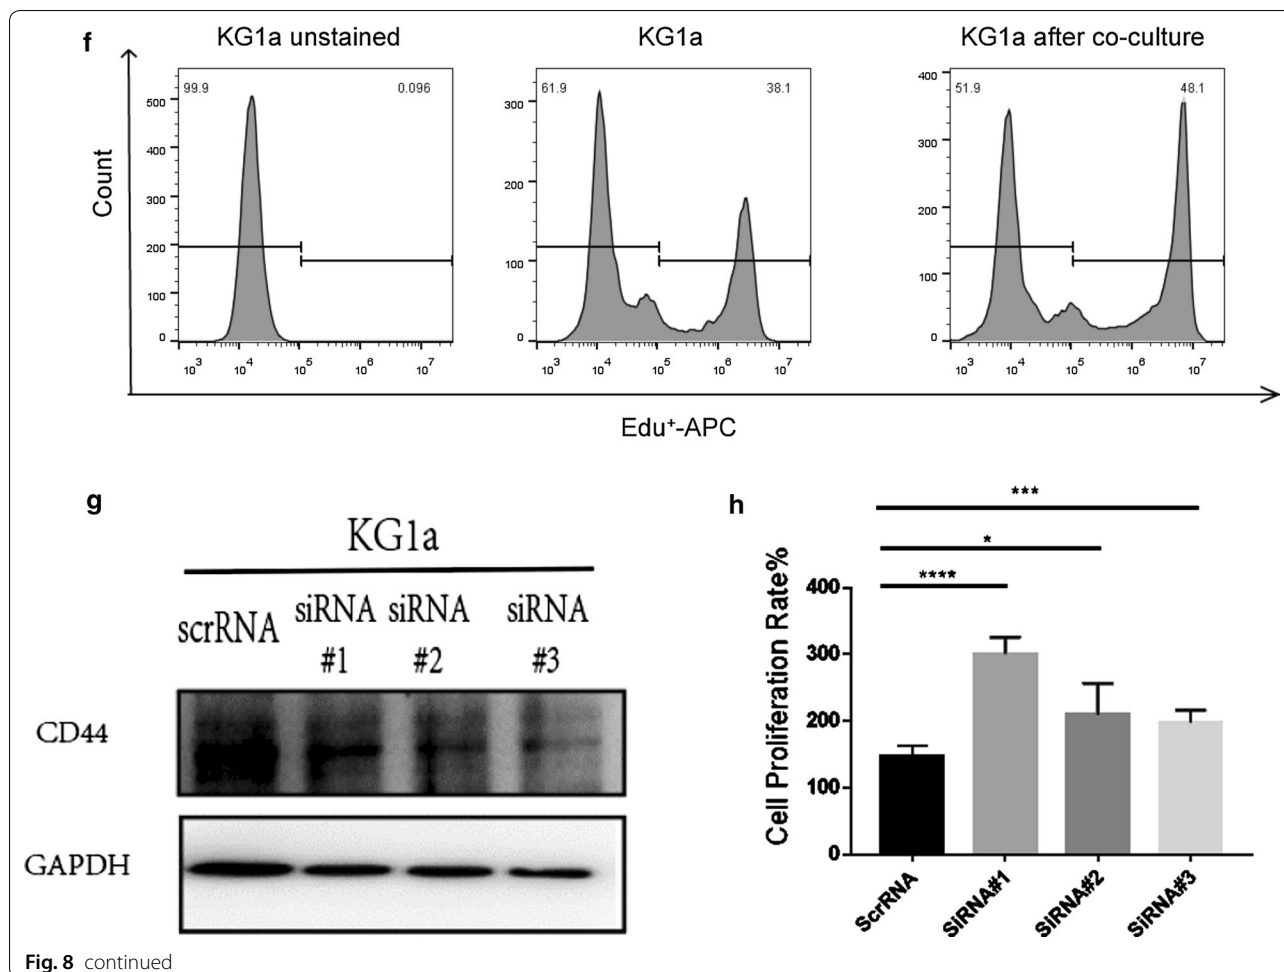 f
KG1a unstained
KG1a
KG1a after co-culture
Count
99.9
0.096
500
400
300
200
100
0
10³ 10⁴ 10⁵ 10⁶ 10⁷
61.9
38.1
300
200
100
0
10³ 10⁴ 10⁵ 10⁶ 10⁷
51.9
48.1
400
300
200
100
0
10³ 10⁴ 10⁵ 10⁶ 10⁷
Edu⁺-APC
g
KG1a
scrRNA siRNA siRNA siRNA
#1 #2 #3
CD44
GAPDH
h
***
*
****
Cell Proliferation Rate%
400
300
200
100
0
ScrRNA
SiRNA#1
SiRNA#2
SiRNA#3
Fig. 8 continued